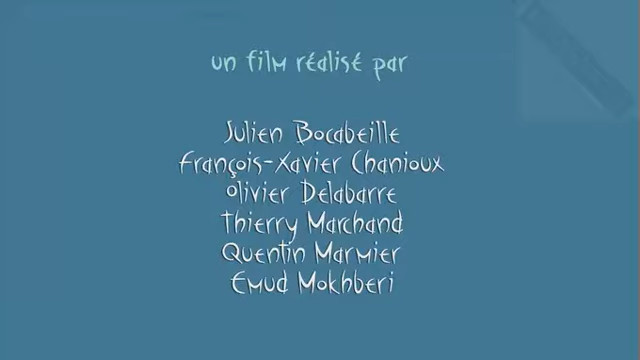 un film réalisé par
Julien Bocabeille
François-Xavier Chanioux
Olivier Delabarre
Thierry Marchand
Quentin Marmier
Emud Mokhberi